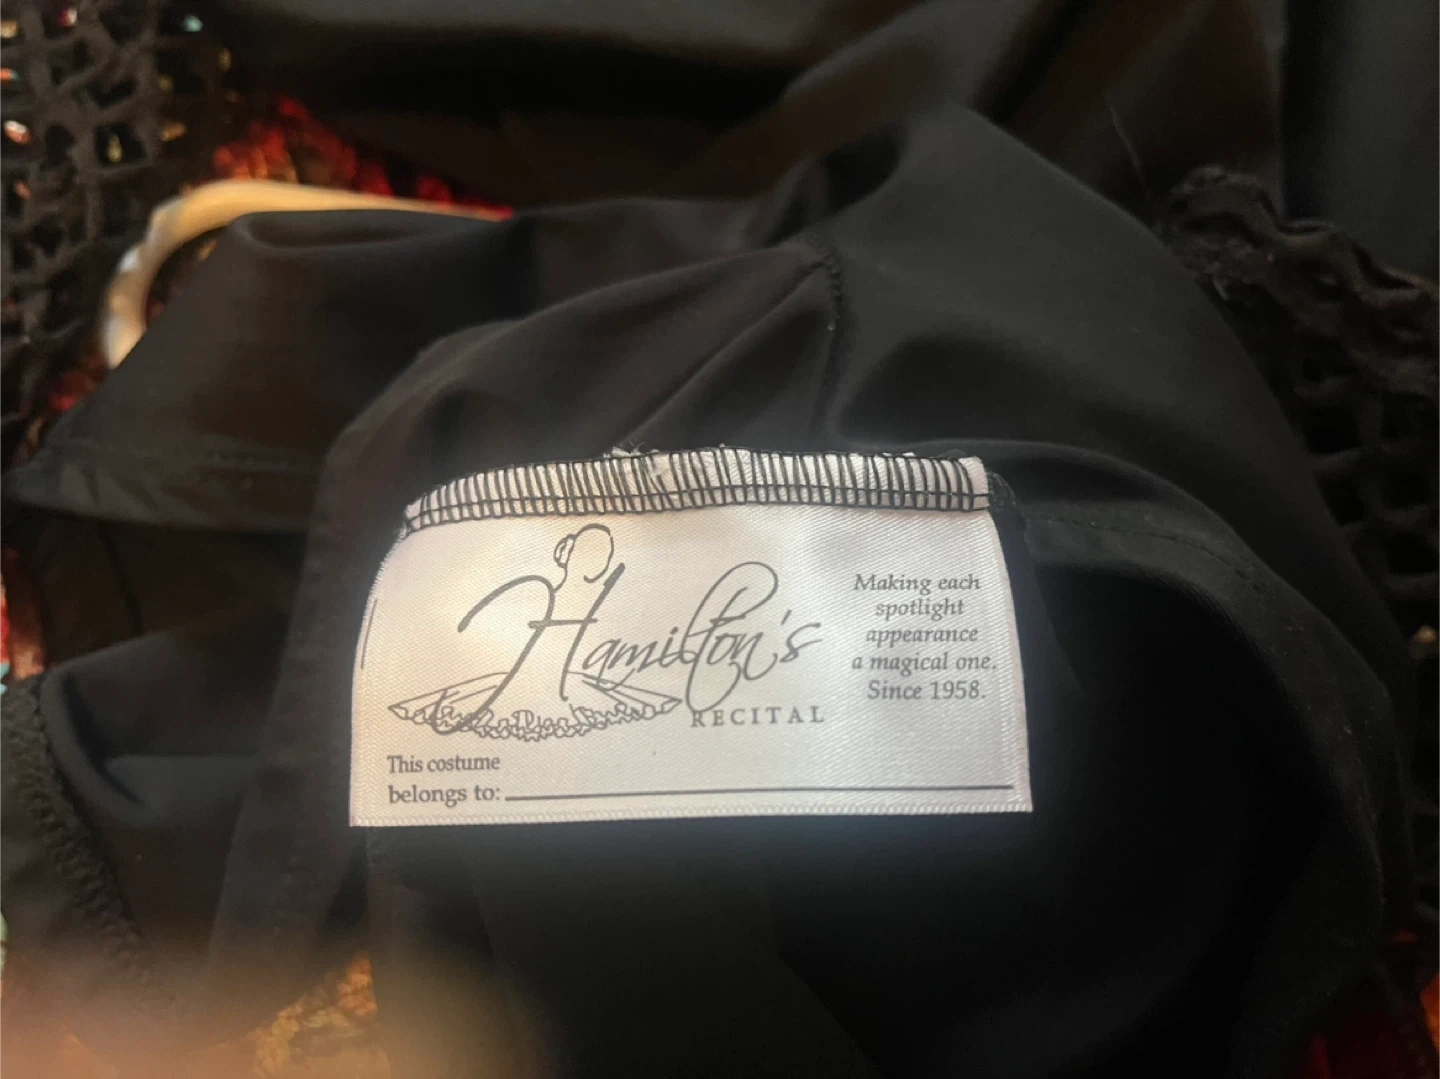 Hamilton's
RECITAL
Making each
spotlight
appearance
a magical one.
Since 1958.
This costume
belongs to: